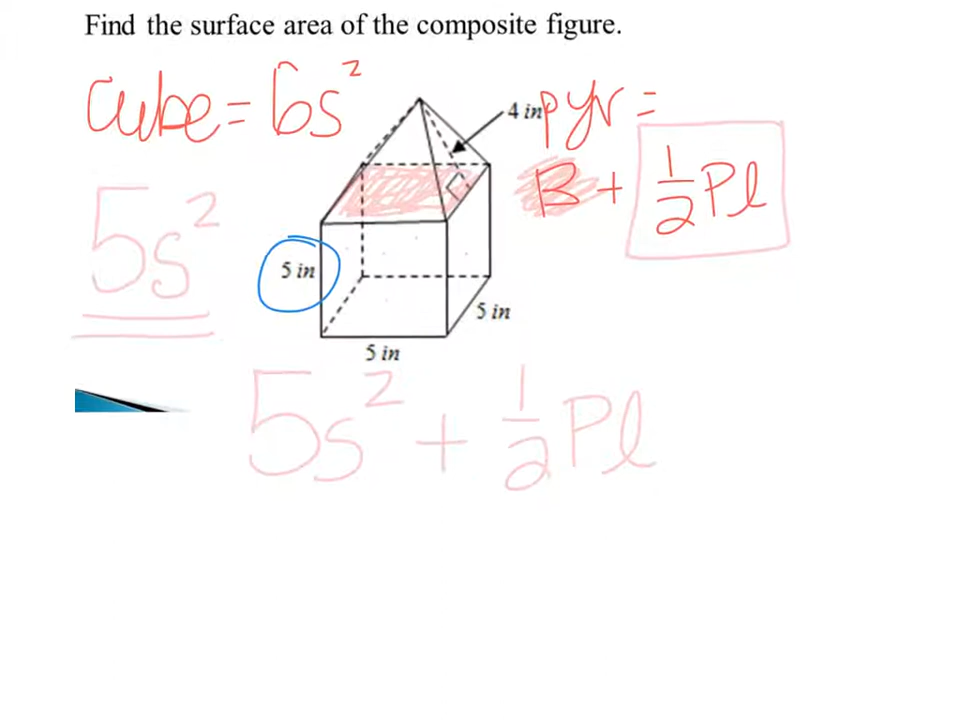 Find the surface area of the composite figure.
cube = 6s²
pyr =
B + ½Pl
4 in
5s²
5 in
5 in
5 in
5s² + ½Pl